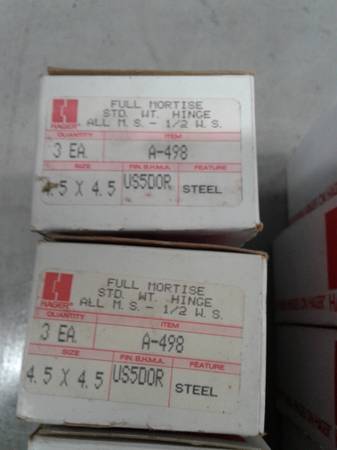 FULL MORTISE
STD. WT. HINGE
ALL M.S. - 1/2 W.S.
HAGER®
QUANTITY ITEM
3 EA. A-498
SIZE FIN. B.H.M.A. FEATURE
4.5 X 4.5 US5DOR STEEL
FULL MORTISE
STD. WT. HINGE
ALL M.S. - 1/2 W.S.
HAGER®
QUANTITY ITEM
3 EA. A-498
SIZE FIN. B.H.M.A. FEATURE
4.5 X 4.5 US5DOR STEEL